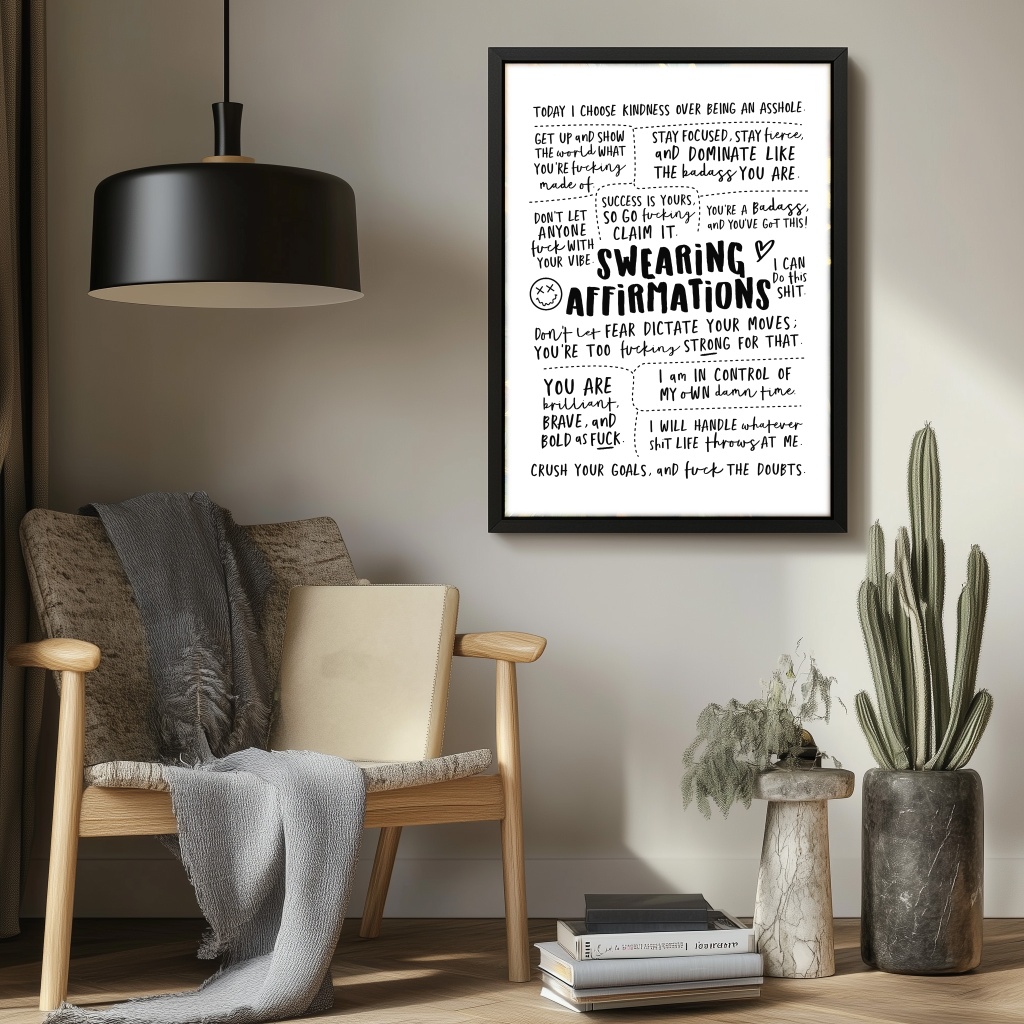 TODAY I CHOOSE KINDNESS OVER BEING AN ASSHOLE.
GET UP and SHOW
THE world WHAT
YOU'RE fucking
made of.
STAY FOCUSED, STAY fierce,
and DOMINATE LIKE
THE badass YOU ARE.
DON'T LET
ANYONE
fuck WITH
YOUR VIBE.
SUCCESS IS YOURS,
SO GO fucking
CLAIM IT.
YOU'RE A Badass,
and YOU'VE GOT THIS!
SWEARING
AFFIRMATIONS
I CAN
Do this
SHIT.
Don't Let FEAR DICTATE YOUR MOVES;
YOU'RE TOO fucking STRONG FOR THAT.
YOU ARE
brilliant,
BRAVE, and
BOLD as FUCK.
I am IN CONTROL OF
MY OWN damn time.
I WILL HANDLE whatever
shit LIFE throws AT ME.
CRUSH YOUR GOALS, and fuck THE DOUBTS.